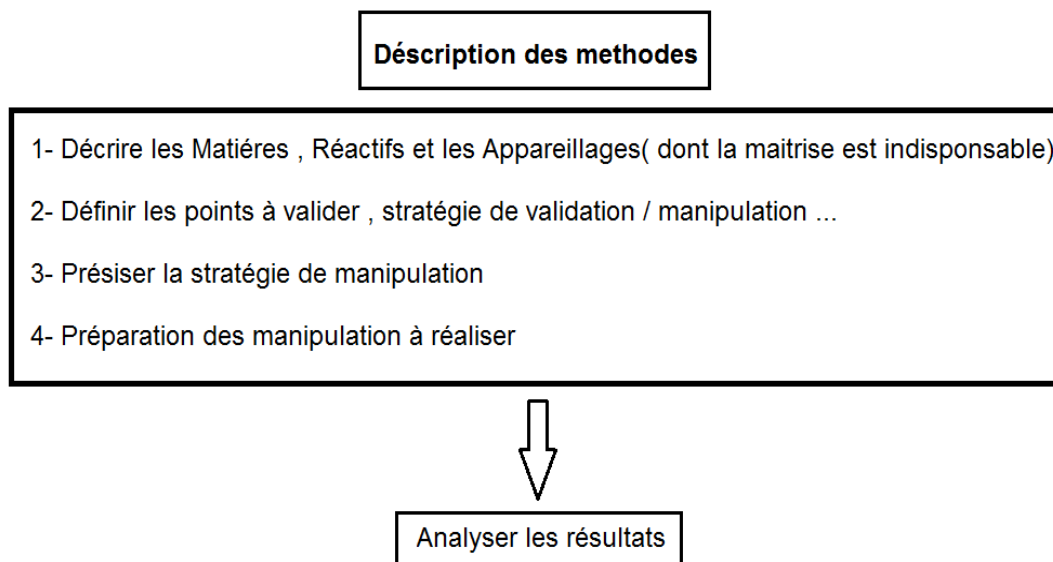 Déscription des methodes
1- Décrire les Matiéres , Réactifs et les Appareillages( dont la maitrise est indisponsable)
2- Définir les points à valider , stratégie de validation / manipulation ...
3- Présiser la stratégie de manipulation
4- Préparation des manipulation à réaliser
Analyser les résultats